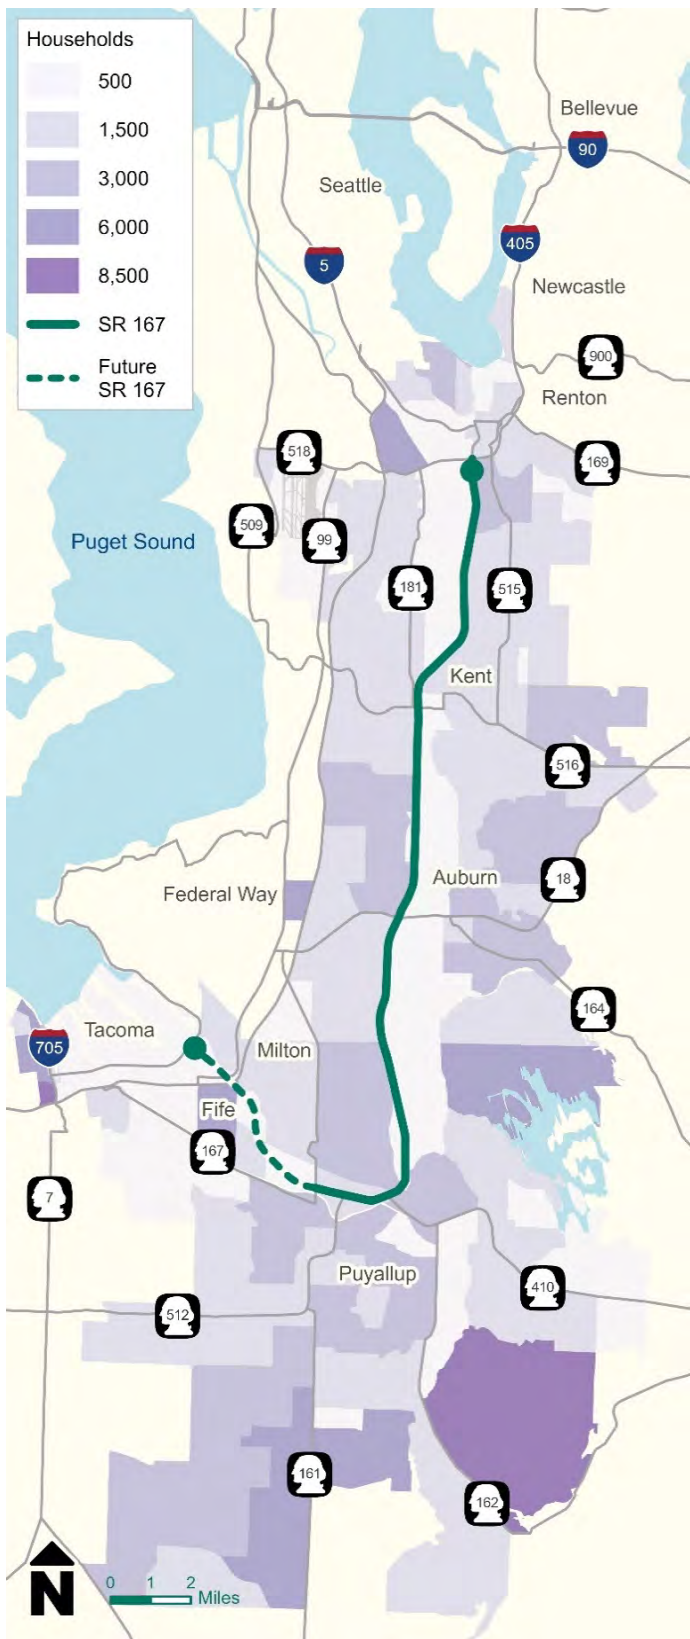 Households
500
1,500
3,000
6,000
8,500
SR 167
Future
SR 167
Bellevue
90
Seattle
405
5
Newcastle
900
Renton
518
169
509
99
Puget Sound
181
515
Kent
516
Auburn
18
Federal Way
164
Tacoma
705
Milton
Fife
167
7
Puyallup
410
512
161
162
N
0 1 2
Miles